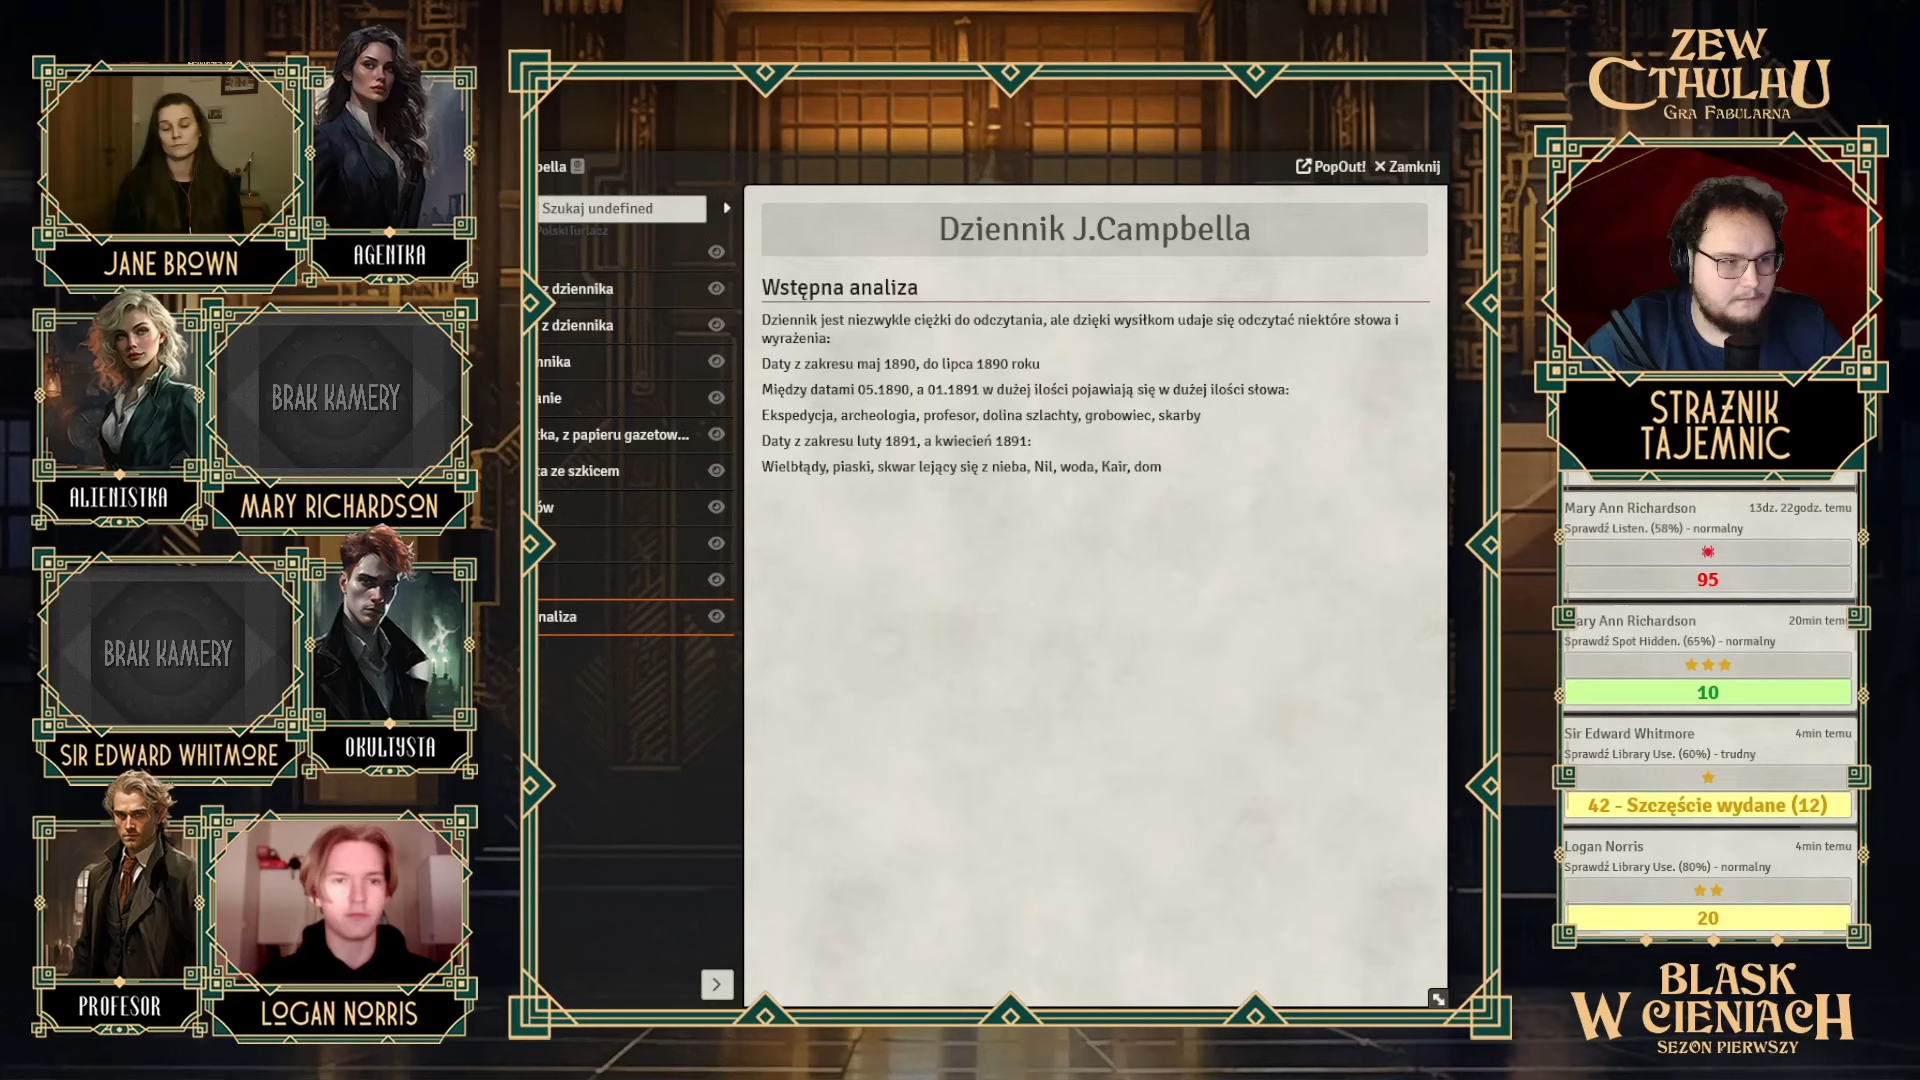 JANE BROWN
AGENTKA
ALIENISTKA
BRAK KAMERY
MARY RICHARDSON
BRAK KAMERY
SIR EDWARD WHITMORE
OKULTYSTA
PROFESOR
LOGAN NORRIS
bella
PopOut!
Zamknij
Szukaj undefined
z dziennika
z dziennika
nnika
anie
tka, z papieru gazetow...
ta ze szkicem
ów
naliza
Dziennik J.Campbella
Wstępna analiza
Dziennik jest niezwykle ciężki do odczytania, ale dzięki wysiłkom udaje się odczytać niektóre słowa i
wyrażenia:
Daty z zakresu maj 1890, do lipca 1890 roku
Między datami 05.1890, a 01.1891 w dużej ilości pojawiają się w dużej ilości słowa:
Ekspedycja, archeologia, profesor, dolina szlachty, grobowiec, skarby
Daty z zakresu luty 1891, a kwiecień 1891:
Wielbłądy, piaski, skwar lejący się z nieba, Nil, woda, Kair, dom
ZEW
CTHULHU
GRA FABULARNA
STRAŻNIK
TAJEMNIC
Mary Ann Richardson 13dz. 22godz. temu
Sprawdź Listen. (58%) - normalny
95
ary Ann Richardson 20min tem
Sprawdź Spot Hidden. (65%) - normalny
10
Sir Edward Whitmore 4min temu
Sprawdź Library Use. (60%) - trudny
42 - Szczęście wydane (12)
Logan Norris 4min temu
Sprawdź Library Use. (80%) - normalny
20
BLASK
W CIENIACH
SEZON PIERWSZY